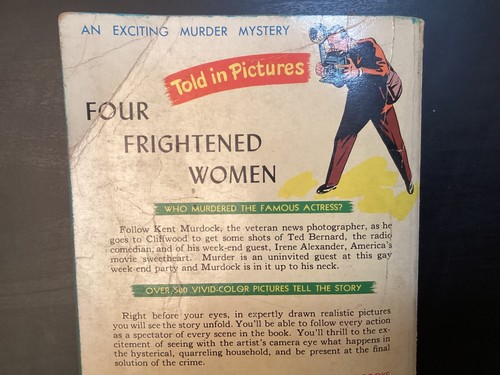 AN EXCITING MURDER MYSTERY
Told in Pictures
FOUR
FRIGHTENED
WOMEN
WHO MURDERED THE FAMOUS ACTRESS?
Follow Kent Murdock, the veteran news photographer, as he
goes to Cliffwood to get some shots of Ted Bernard, the radio
comedian, and of his week-end guest, Irene Alexander, America's
movie sweetheart. Murder is an uninvited guest at this gay
week-end party and Murdock is in it up to his neck.
OVER 300 VIVID-COLOR PICTURES TELL THE STORY
Right before your eyes, in expertly drawn realistic pictures
you will see the story unfold. You'll be able to follow every action
as a spectator of every scene in the book. You'll thrill to the ex-
citement of seeing with the artist's camera eye what happens in
the hysterical, quarreling household, and be present at the final
solution of the crime.